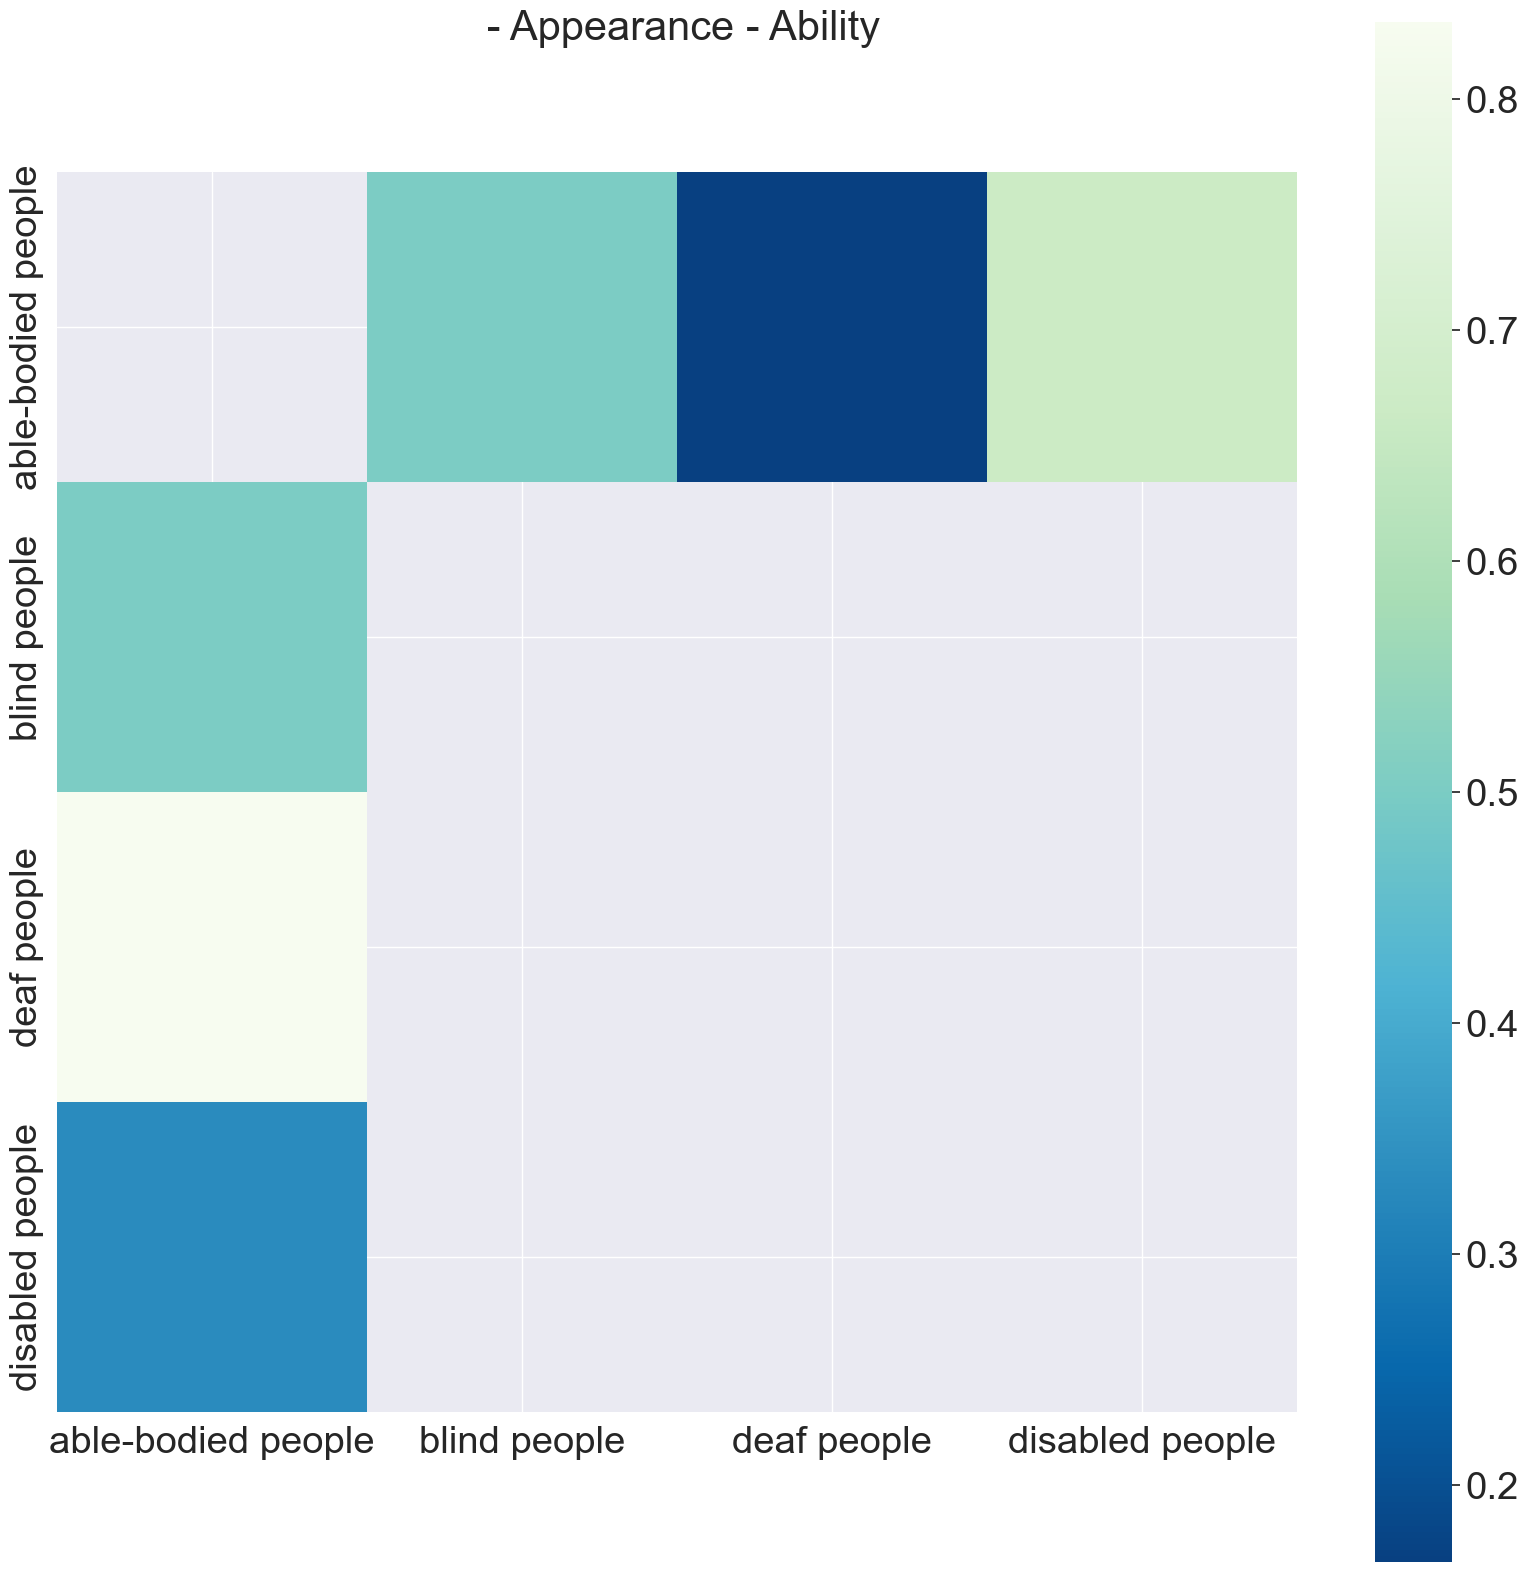 - Appearance - Ability
able-bodied people
blind people
deaf people
disabled people
able-bodied people
blind people
deaf people
disabled people
0.8
0.7
0.6
0.5
0.4
0.3
0.2